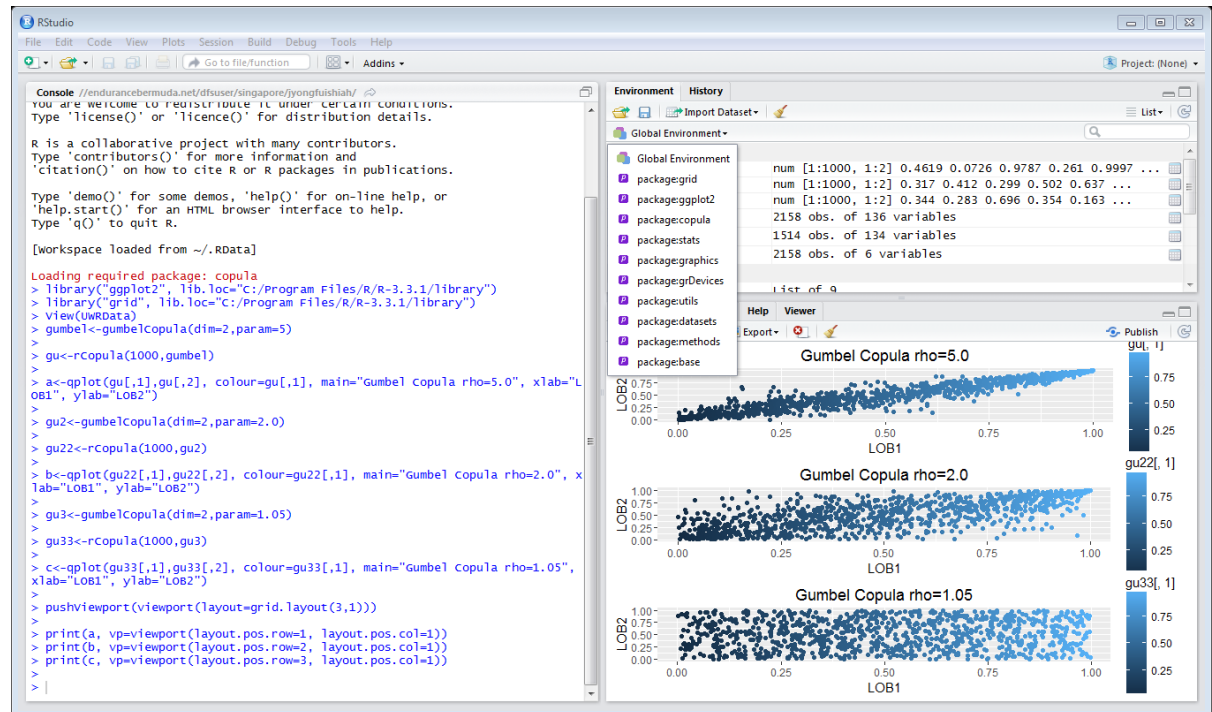 RStudio
File Edit Code View Plots Session Build Debug Tools Help
Go to file/function Addins Project: (None)
Console //endurancebermuda.net/dfsuser/singapore/jyongfuishiah/
You are welcome to redistribute it under certain conditions.
Type 'license()' or 'licence()' for distribution details.
R is a collaborative project with many contributors.
Type 'contributors()' for more information and
'citation()' on how to cite R or R packages in publications.
Type 'demo()' for some demos, 'help()' for on-line help, or
'help.start()' for an HTML browser interface to help.
Type 'q()' to quit R.
[Workspace loaded from ~/.RData]
Loading required package: copula
> library("ggplot2", lib.loc="C:/Program Files/R/R-3.3.1/library")
> library("grid", lib.loc="C:/Program Files/R/R-3.3.1/library")
> View(UWRData)
> gumbel<-gumbelCopula(dim=2,param=5)
>
> gu<-rCopula(1000,gumbel)
>
> a<-qplot(gu[,1],gu[,2], colour=gu[,1], main="Gumbel Copula rho=5.0", xlab="L
OB1", ylab="LOB2")
>
> gu2<-gumbelCopula(dim=2,param=2.0)
>
> gu22<-rCopula(1000,gu2)
>
> b<-qplot(gu22[,1],gu22[,2], colour=gu22[,1], main="Gumbel Copula rho=2.0", x
lab="LOB1", ylab="LOB2")
>
> gu3<-gumbelCopula(dim=2,param=1.05)
>
> gu33<-rCopula(1000,gu3)
>
> c<-qplot(gu33[,1],gu33[,2], colour=gu33[,1], main="Gumbel Copula rho=1.05",
xlab="LOB1", ylab="LOB2")
>
> pushViewport(viewport(layout=grid.layout(3,1)))
>
> print(a, vp=viewport(layout.pos.row=1, layout.pos.col=1))
> print(b, vp=viewport(layout.pos.row=2, layout.pos.col=1))
> print(c, vp=viewport(layout.pos.row=3, layout.pos.col=1))
>
>
Environment History
Import Dataset List
Global Environment
Global Environment
package:grid
package:ggplot2
package:copula
package:stats
package:graphics
package:grDevices
package:utils
package:datasets
package:methods
package:base
num [1:1000, 1:2] 0.4619 0.0726 0.9787 0.261 0.9997 ...
num [1:1000, 1:2] 0.317 0.412 0.299 0.502 0.637 ...
num [1:1000, 1:2] 0.344 0.283 0.696 0.354 0.163 ...
2158 obs. of 136 variables
1514 obs. of 134 variables
2158 obs. of 6 variables
List of 9
Help Viewer
Export Publish
Gumbel Copula rho=5.0
LOB2
0.75
0.50
0.25
0.00
0.00 0.25 0.50 0.75 1.00
LOB1
gu[, 1]
0.75
0.50
0.25
Gumbel Copula rho=2.0
LOB2
1.00
0.75
0.50
0.25
0.00
0.00 0.25 0.50 0.75 1.00
LOB1
gu22[, 1]
0.75
0.50
0.25
Gumbel Copula rho=1.05
LOB2
1.00
0.75
0.50
0.25
0.00
0.00 0.25 0.50 0.75 1.00
LOB1
gu33[, 1]
0.75
0.50
0.25